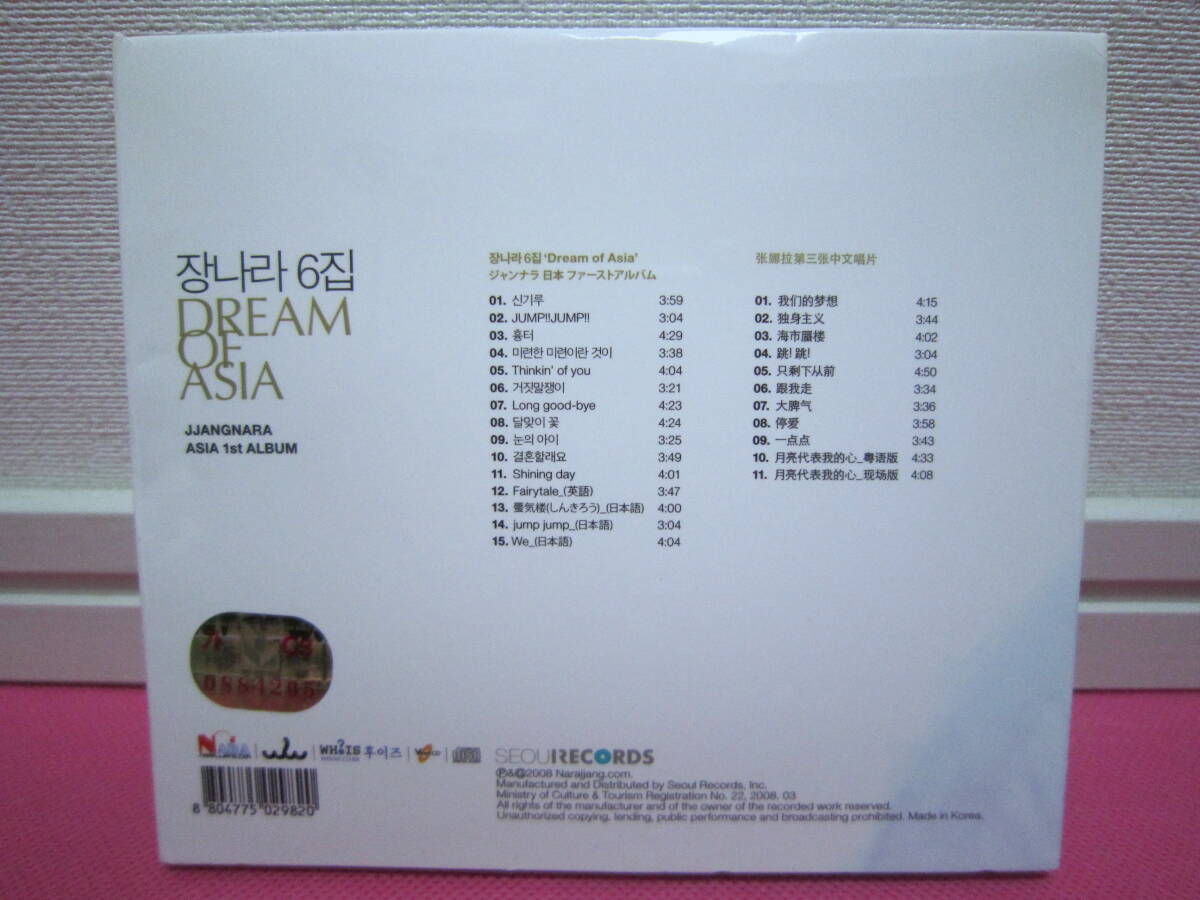 장나라 6집
DREAM
OF
ASIA
JJANGNARA
ASIA 1st ALBUM
장나라 6집 ‘Dream of Asia’
ジャンナラ 日本 ファーストアルバム
01. 신기루 3:59
02. JUMP!!JUMP!! 3:04
03. 흉터 4:29
04. 미련한 미련이란 것이 3:38
05. Thinkin’ of you 4:04
06. 거짓말쟁이 3:21
07. Long good-bye 4:23
08. 달맞이 꽃 4:24
09. 눈의 아이 3:25
10. 결혼할래요 3:49
11. Shining day 4:01
12. Fairytale_(英語) 3:47
13. 蜃気楼(しんきろう)_(日本語) 4:00
14. jump jump_(日本語) 3:04
15. We_(日本語) 4:04
张娜拉第三张中文唱片
01. 我们的梦想 4:15
02. 独身主义 3:44
03. 海市蜃楼 4:02
04. 跳! 跳! 3:04
05. 只剩下从前 4:50
06. 跟我走 3:34
07. 大脾气 3:36
08. 停爱 3:58
09. 一点点 3:43
10. 月亮代表我的心_粤语版 4:33
11. 月亮代表我的心_现场版 4:08
0884205
NARA
WH?IS 후이즈
SEOULRECORDS
8 804775 029820
Ⓟ&Ⓒ2008 Narajjang.com.
Manufactured and Distributed by Seoul Records, Inc.
Ministry of Culture & Tourism Registration No. 22, 2008. 03
All rights of the manufacturer and of the owner of the recorded work reserved.
Unauthorized copying, lending, public performance and broadcasting prohibited. Made in Korea.